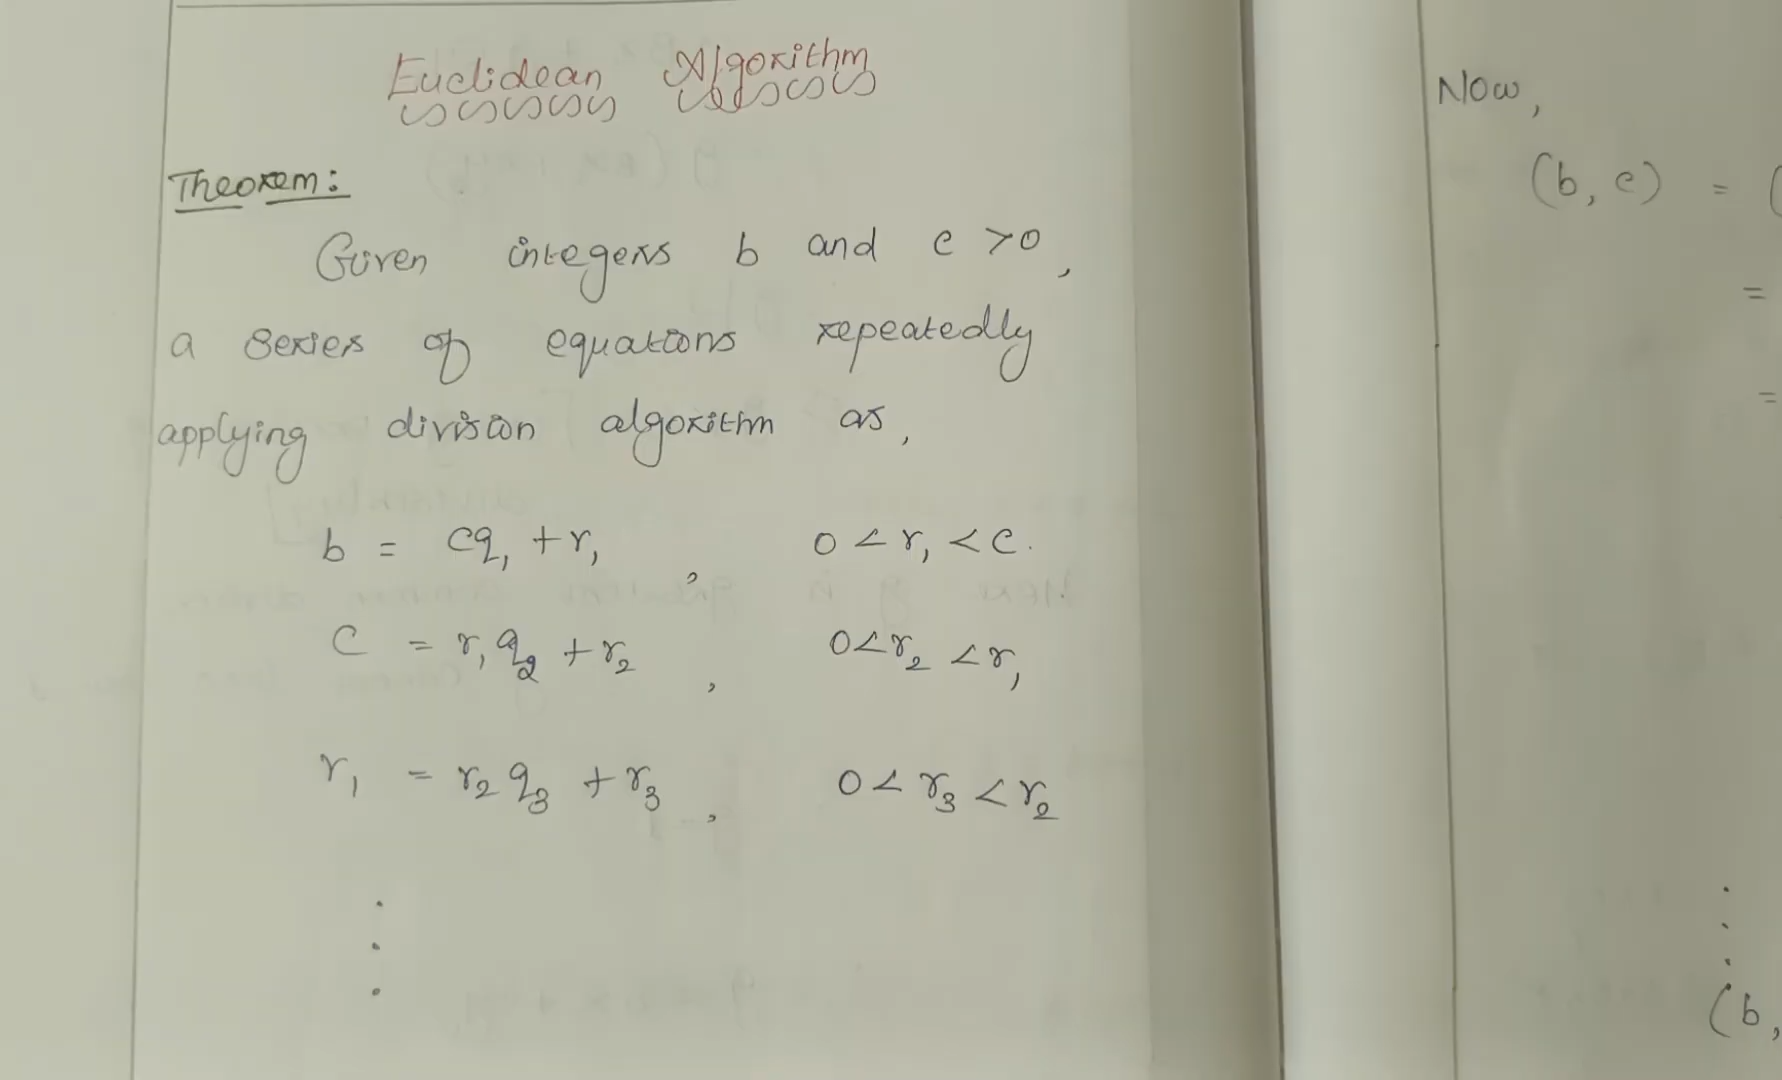 Euclidean Algorithm
Theorem:
Given integers b and c >0,
a series of equations repeatedly
applying division algorithm as,
b = cq₁ + r₁, 0 < r₁ < c.
c = r₁q₂ + r₂, 0 < r₂ < r₁
r₁ = r₂q₃ + r₃, 0 < r₃ < r₂
.
.
.
Now,
(b, c) = (
=
=
.
.
.
(b,